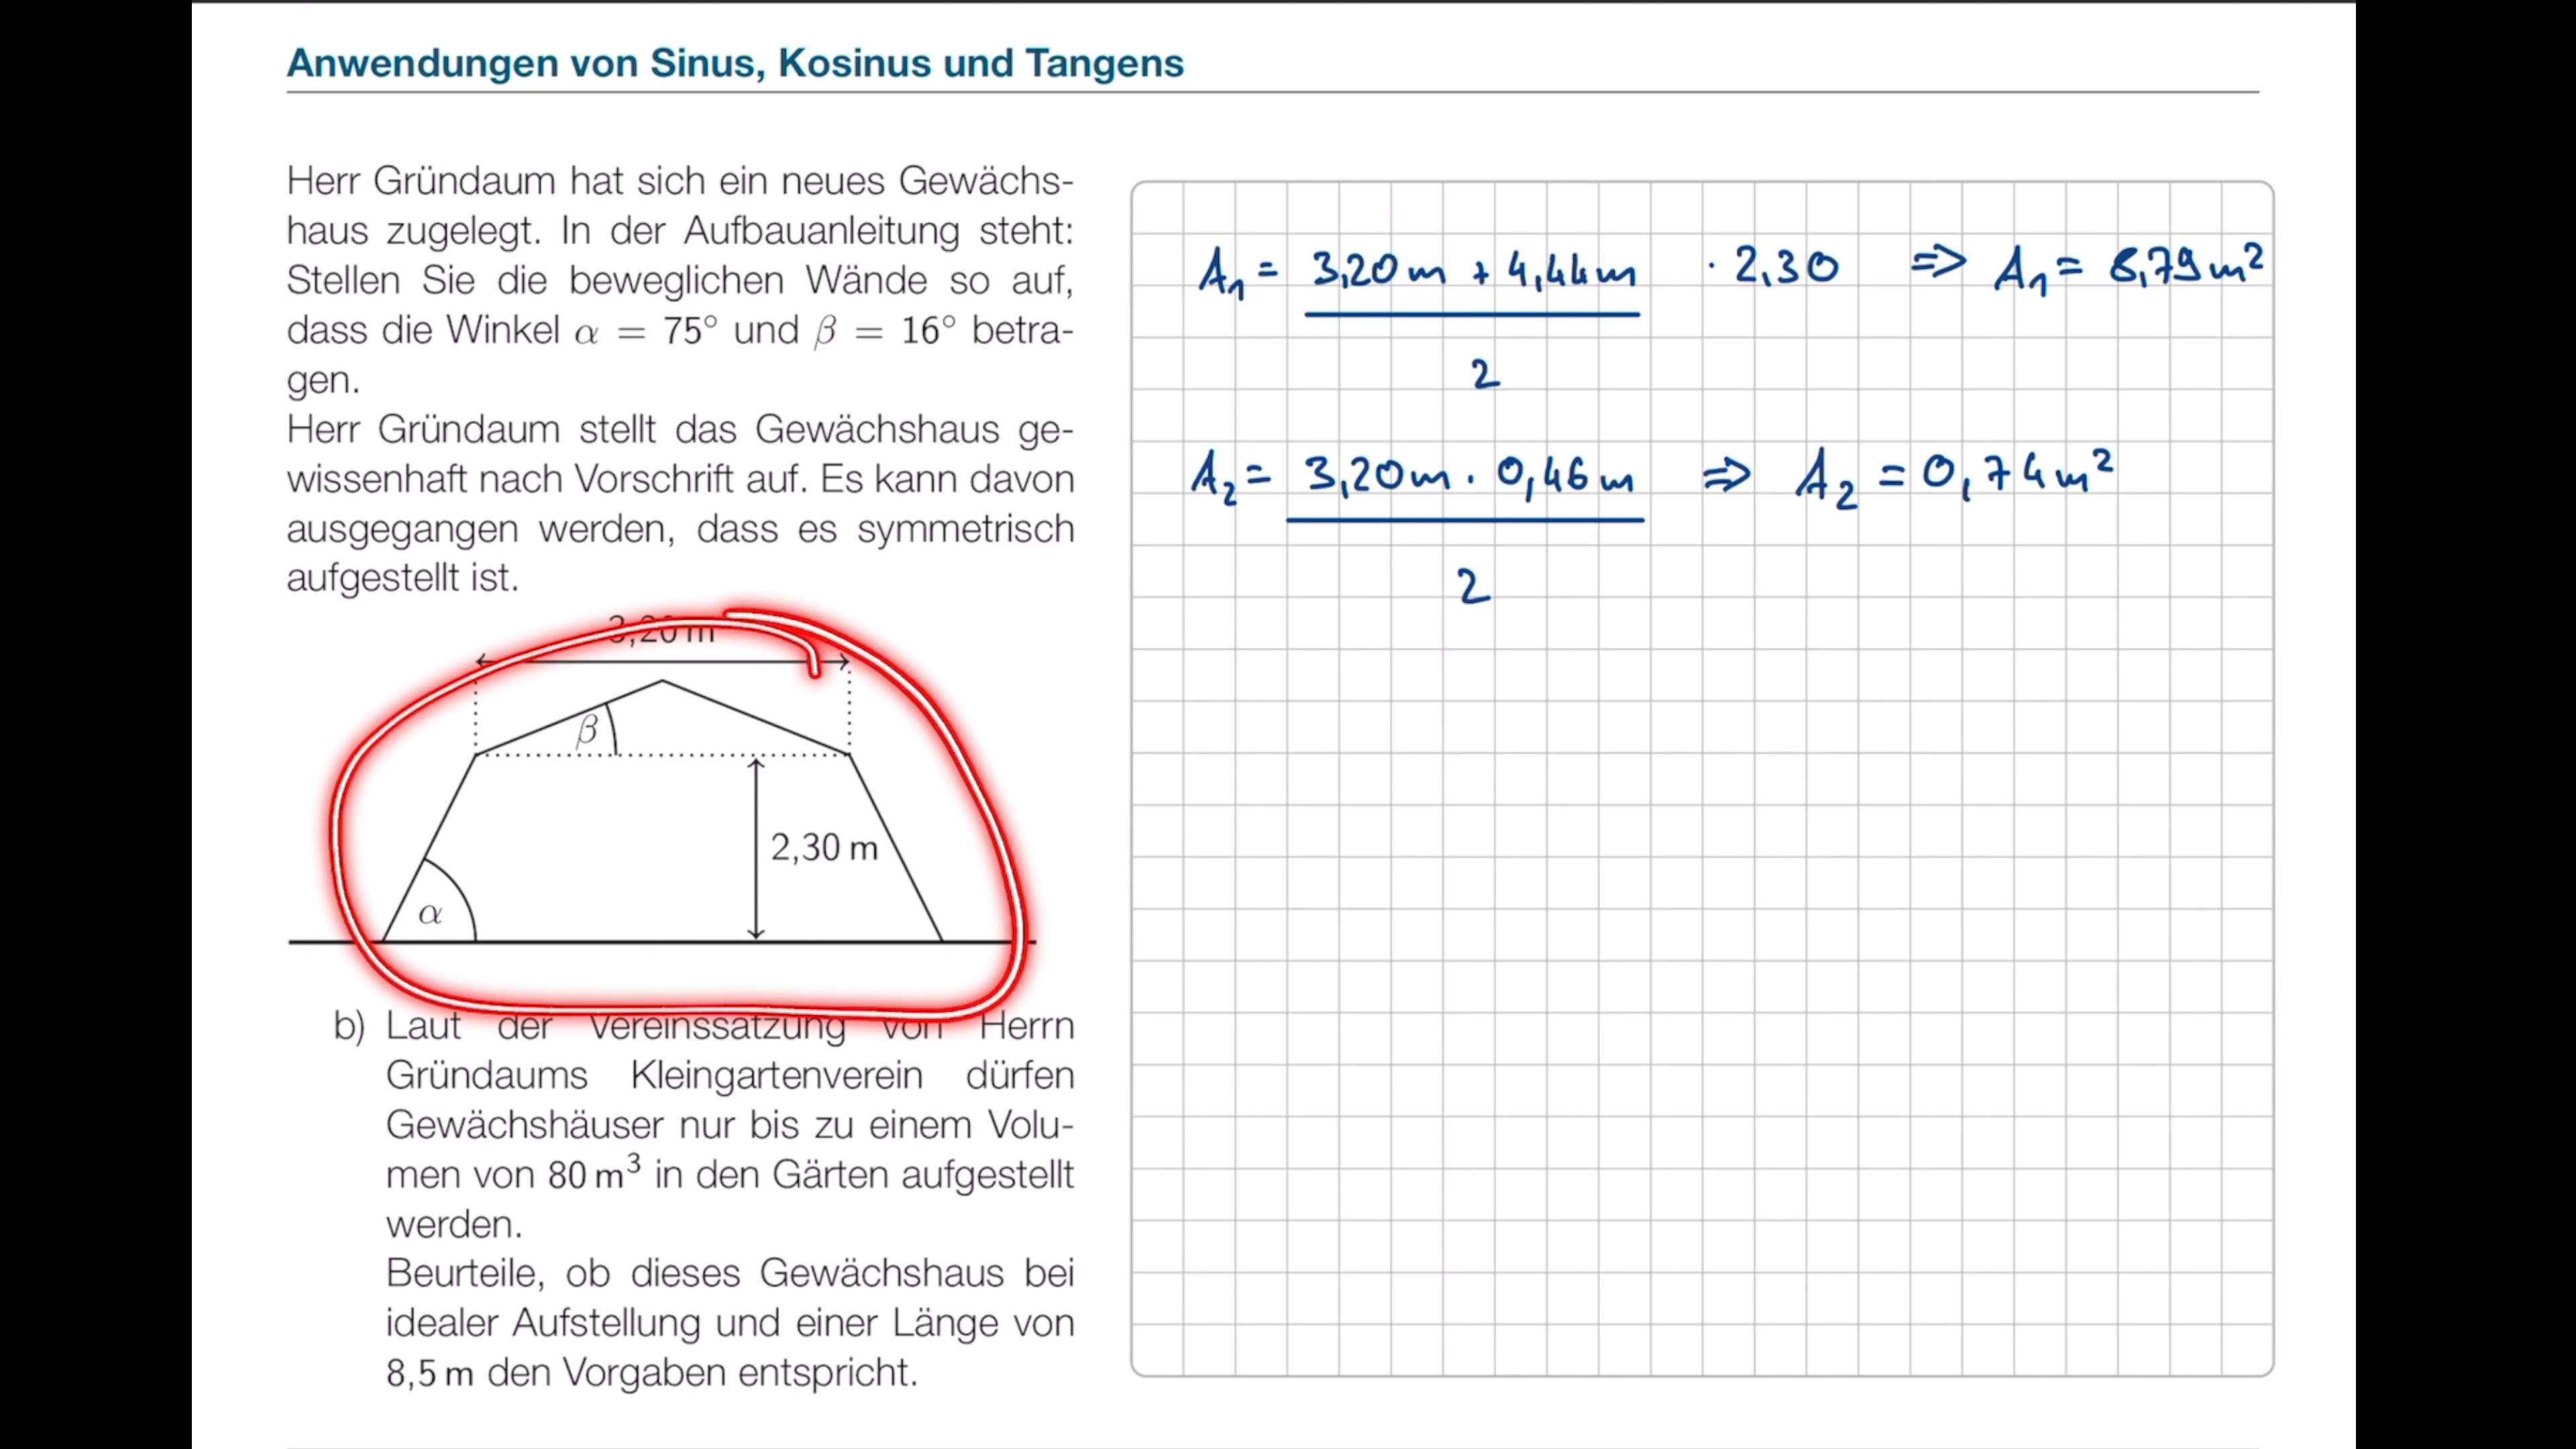 Anwendungen von Sinus, Kosinus und Tangens
Herr Gründaum hat sich ein neues Gewächs-
haus zugelegt. In der Aufbauanleitung steht:
Stellen Sie die beweglichen Wände so auf,
dass die Winkel α = 75° und β = 16° betra-
gen.
Herr Gründaum stellt das Gewächshaus ge-
wissenhaft nach Vorschrift auf. Es kann davon
ausgegangen werden, dass es symmetrisch
aufgestellt ist.
3,20 m
β
2,30 m
α
b) Laut der Vereinssatzung von Herrn
Gründaums Kleingartenverein dürfen
Gewächshäuser nur bis zu einem Volu-
men von 80 m³ in den Gärten aufgestellt
werden.
Beurteile, ob dieses Gewächshaus bei
idealer Aufstellung und einer Länge von
8,5 m den Vorgaben entspricht.
A₁ = 3,20 m + 4,44 m · 2,30 ⇒ A₁ = 8,79 m²
2
A₂ = 3,20 m · 0,46 m ⇒ A₂ = 0,74 m²
2